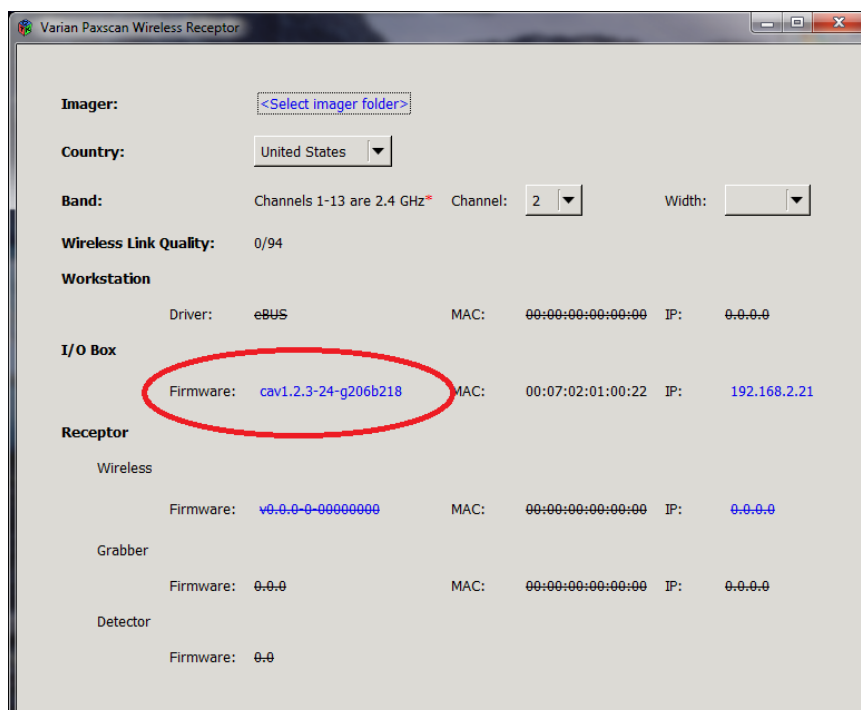 Varian Paxscan Wireless Receptor
Imager: <Select imager folder>
Country: United States
Band: Channels 1-13 are 2.4 GHz* Channel: 2 Width:
Wireless Link Quality: 0/94
Workstation
Driver: eBUS MAC: 00:00:00:00:00:00 IP: 0.0.0.0
I/O Box
Firmware: cav1.2.3-24-g206b218 MAC: 00:07:02:01:00:22 IP: 192.168.2.21
Receptor
Wireless
Firmware: v0.0.0-0-00000000 MAC: 00:00:00:00:00:00 IP: 0.0.0.0
Grabber
Firmware: 0.0.0 MAC: 00:00:00:00:00:00 IP: 0.0.0.0
Detector
Firmware: 0.0